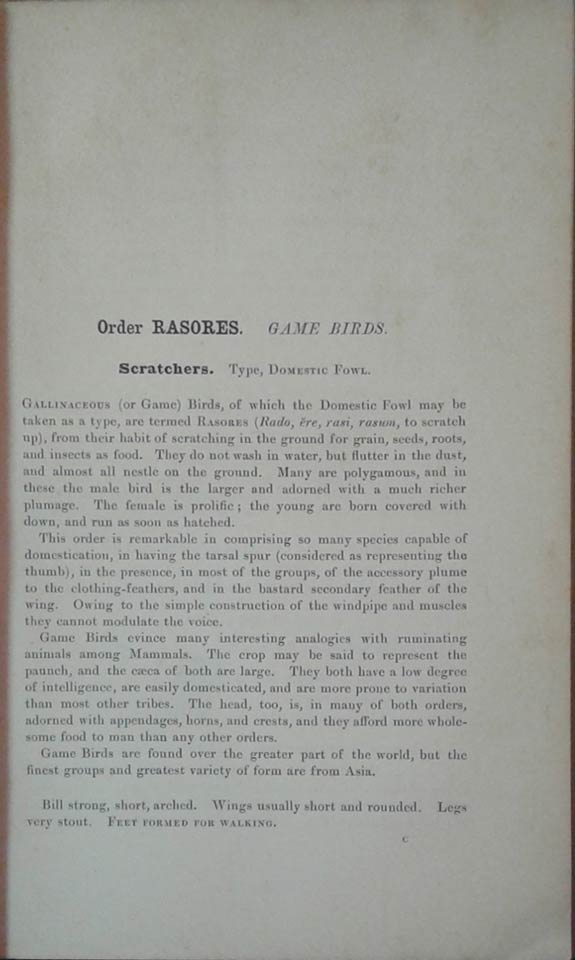 Order RASORES. GAME BIRDS.
Scratchers. Type, Domestic Fowl.
Gallinaceous (or Game) Birds, of which the Domestic Fowl may be
taken as a type, are termed Rasores (Rado, ĕre, rasi, rasum, to scratch
up), from their habit of scratching in the ground for grain, seeds, roots,
and insects as food. They do not wash in water, but flutter in the dust,
and almost all nestle on the ground. Many are polygamous, and in
these the male bird is the larger and adorned with a much richer
plumage. The female is prolific; the young are born covered with
down, and run as soon as hatched.
This order is remarkable in comprising so many species capable of
domestication, in having the tarsal spur (considered as representing the
thumb), in the presence, in most of the groups, of the accessory plume
to the clothing-feathers, and in the bastard secondary feather of the
wing. Owing to the simple construction of the windpipe and muscles
they cannot modulate the voice.
Game Birds evince many interesting analogies with ruminating
animals among Mammals. The crop may be said to represent the
paunch, and the cæca of both are large. They both have a low degree
of intelligence, are easily domesticated, and are more prone to variation
than most other tribes. The head, too, is, in many of both orders,
adorned with appendages, horns, and crests, and they afford more whole-
some food to man than any other orders.
Game Birds are found over the greater part of the world, but the
finest groups and greatest variety of form are from Asia.
Bill strong, short, arched. Wings usually short and rounded. Legs
very stout. Feet formed for walking.
c